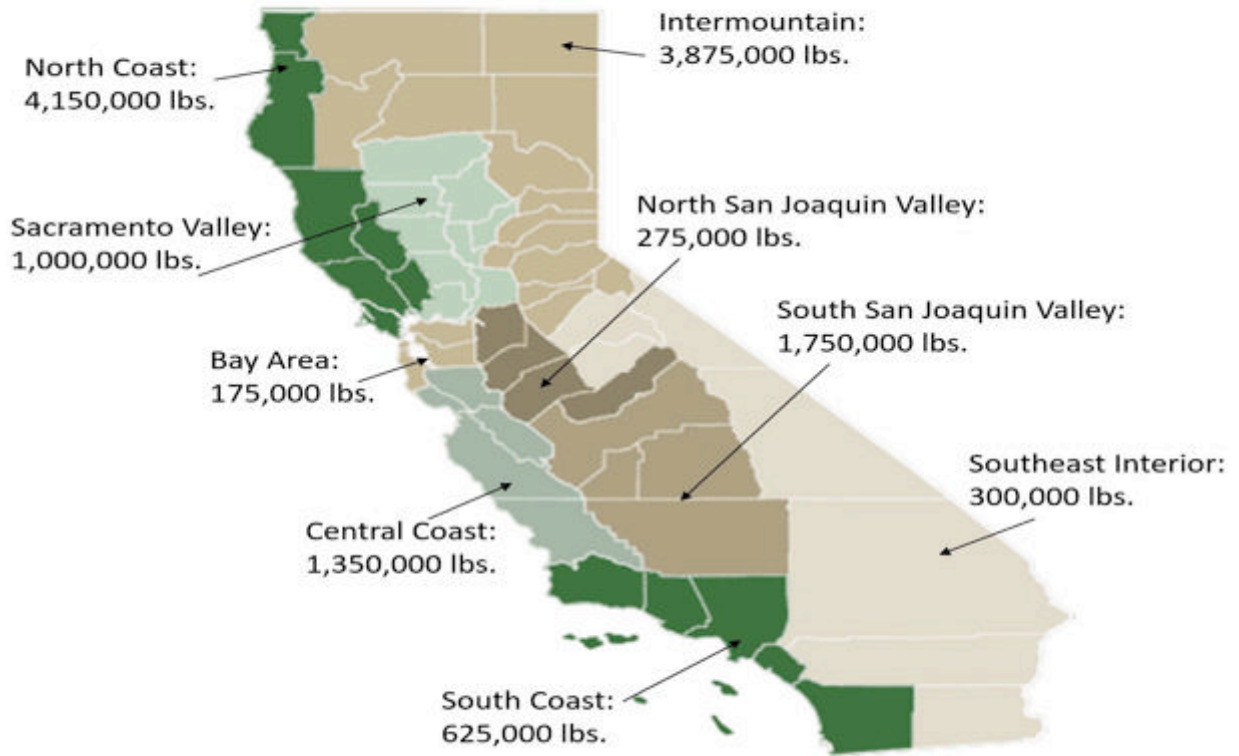 Intermountain:
3,875,000 lbs.
North Coast:
4,150,000 lbs.
North San Joaquin Valley:
275,000 lbs.
Sacramento Valley:
1,000,000 lbs.
South San Joaquin Valley:
1,750,000 lbs.
Bay Area:
175,000 lbs.
Southeast Interior:
300,000 lbs.
Central Coast:
1,350,000 lbs.
South Coast:
625,000 lbs.